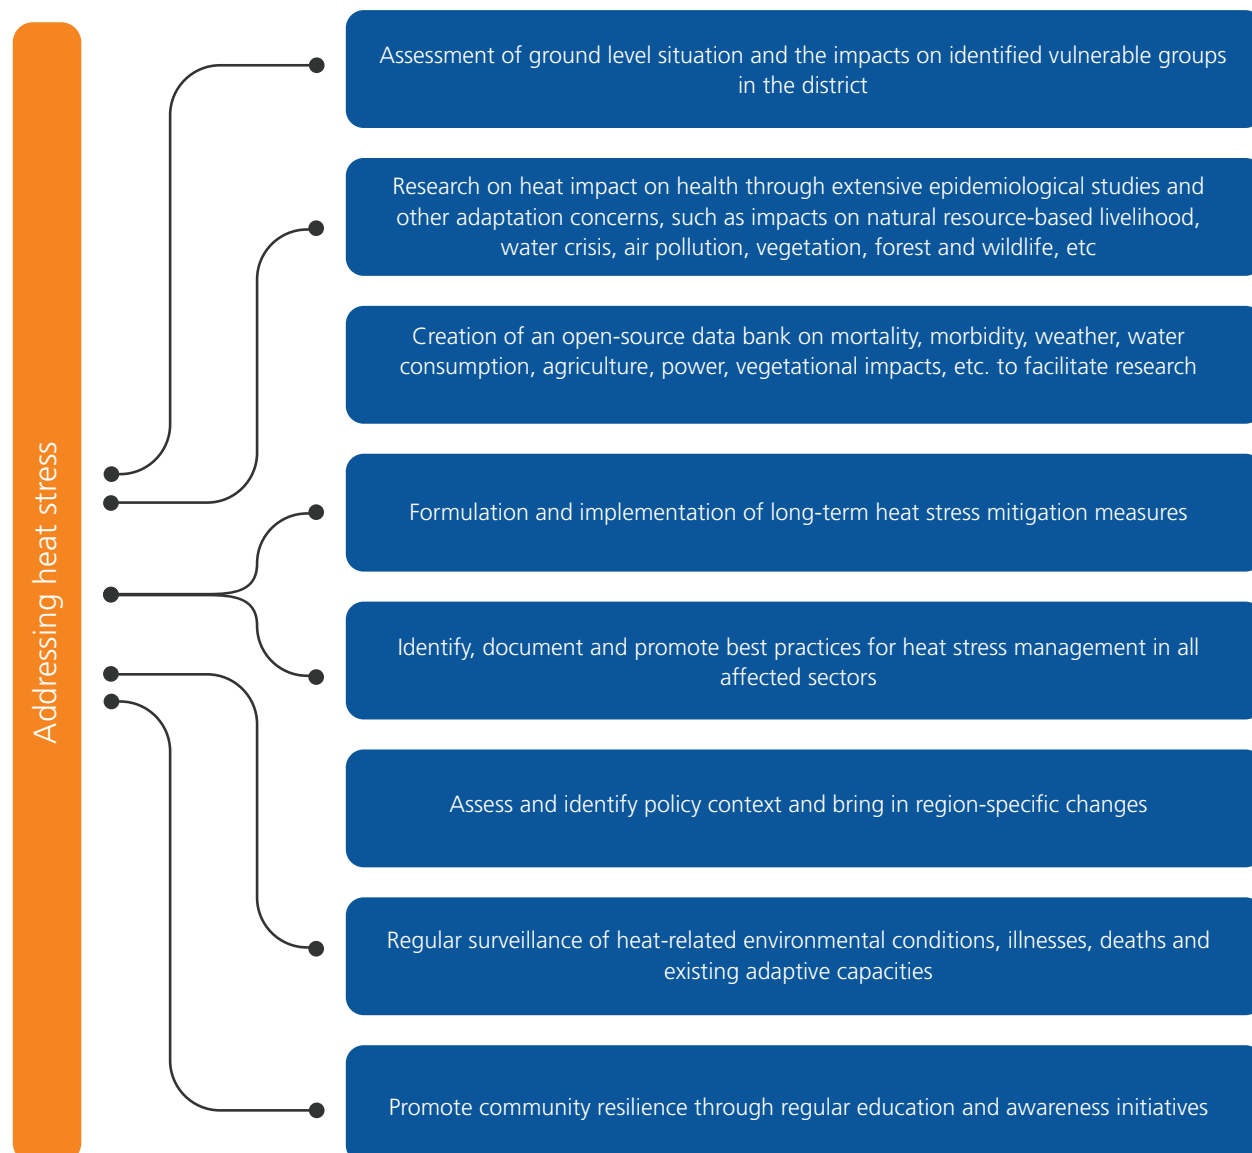 Addressing heat stress
Assessment of ground level situation and the impacts on identified vulnerable groups
in the district
Research on heat impact on health through extensive epidemiological studies and
other adaptation concerns, such as impacts on natural resource-based livelihood,
water crisis, air pollution, vegetation, forest and wildlife, etc
Creation of an open-source data bank on mortality, morbidity, weather, water
consumption, agriculture, power, vegetational impacts, etc. to facilitate research
Formulation and implementation of long-term heat stress mitigation measures
Identify, document and promote best practices for heat stress management in all
affected sectors
Assess and identify policy context and bring in region-specific changes
Regular surveillance of heat-related environmental conditions, illnesses, deaths and
existing adaptive capacities
Promote community resilience through regular education and awareness initiatives